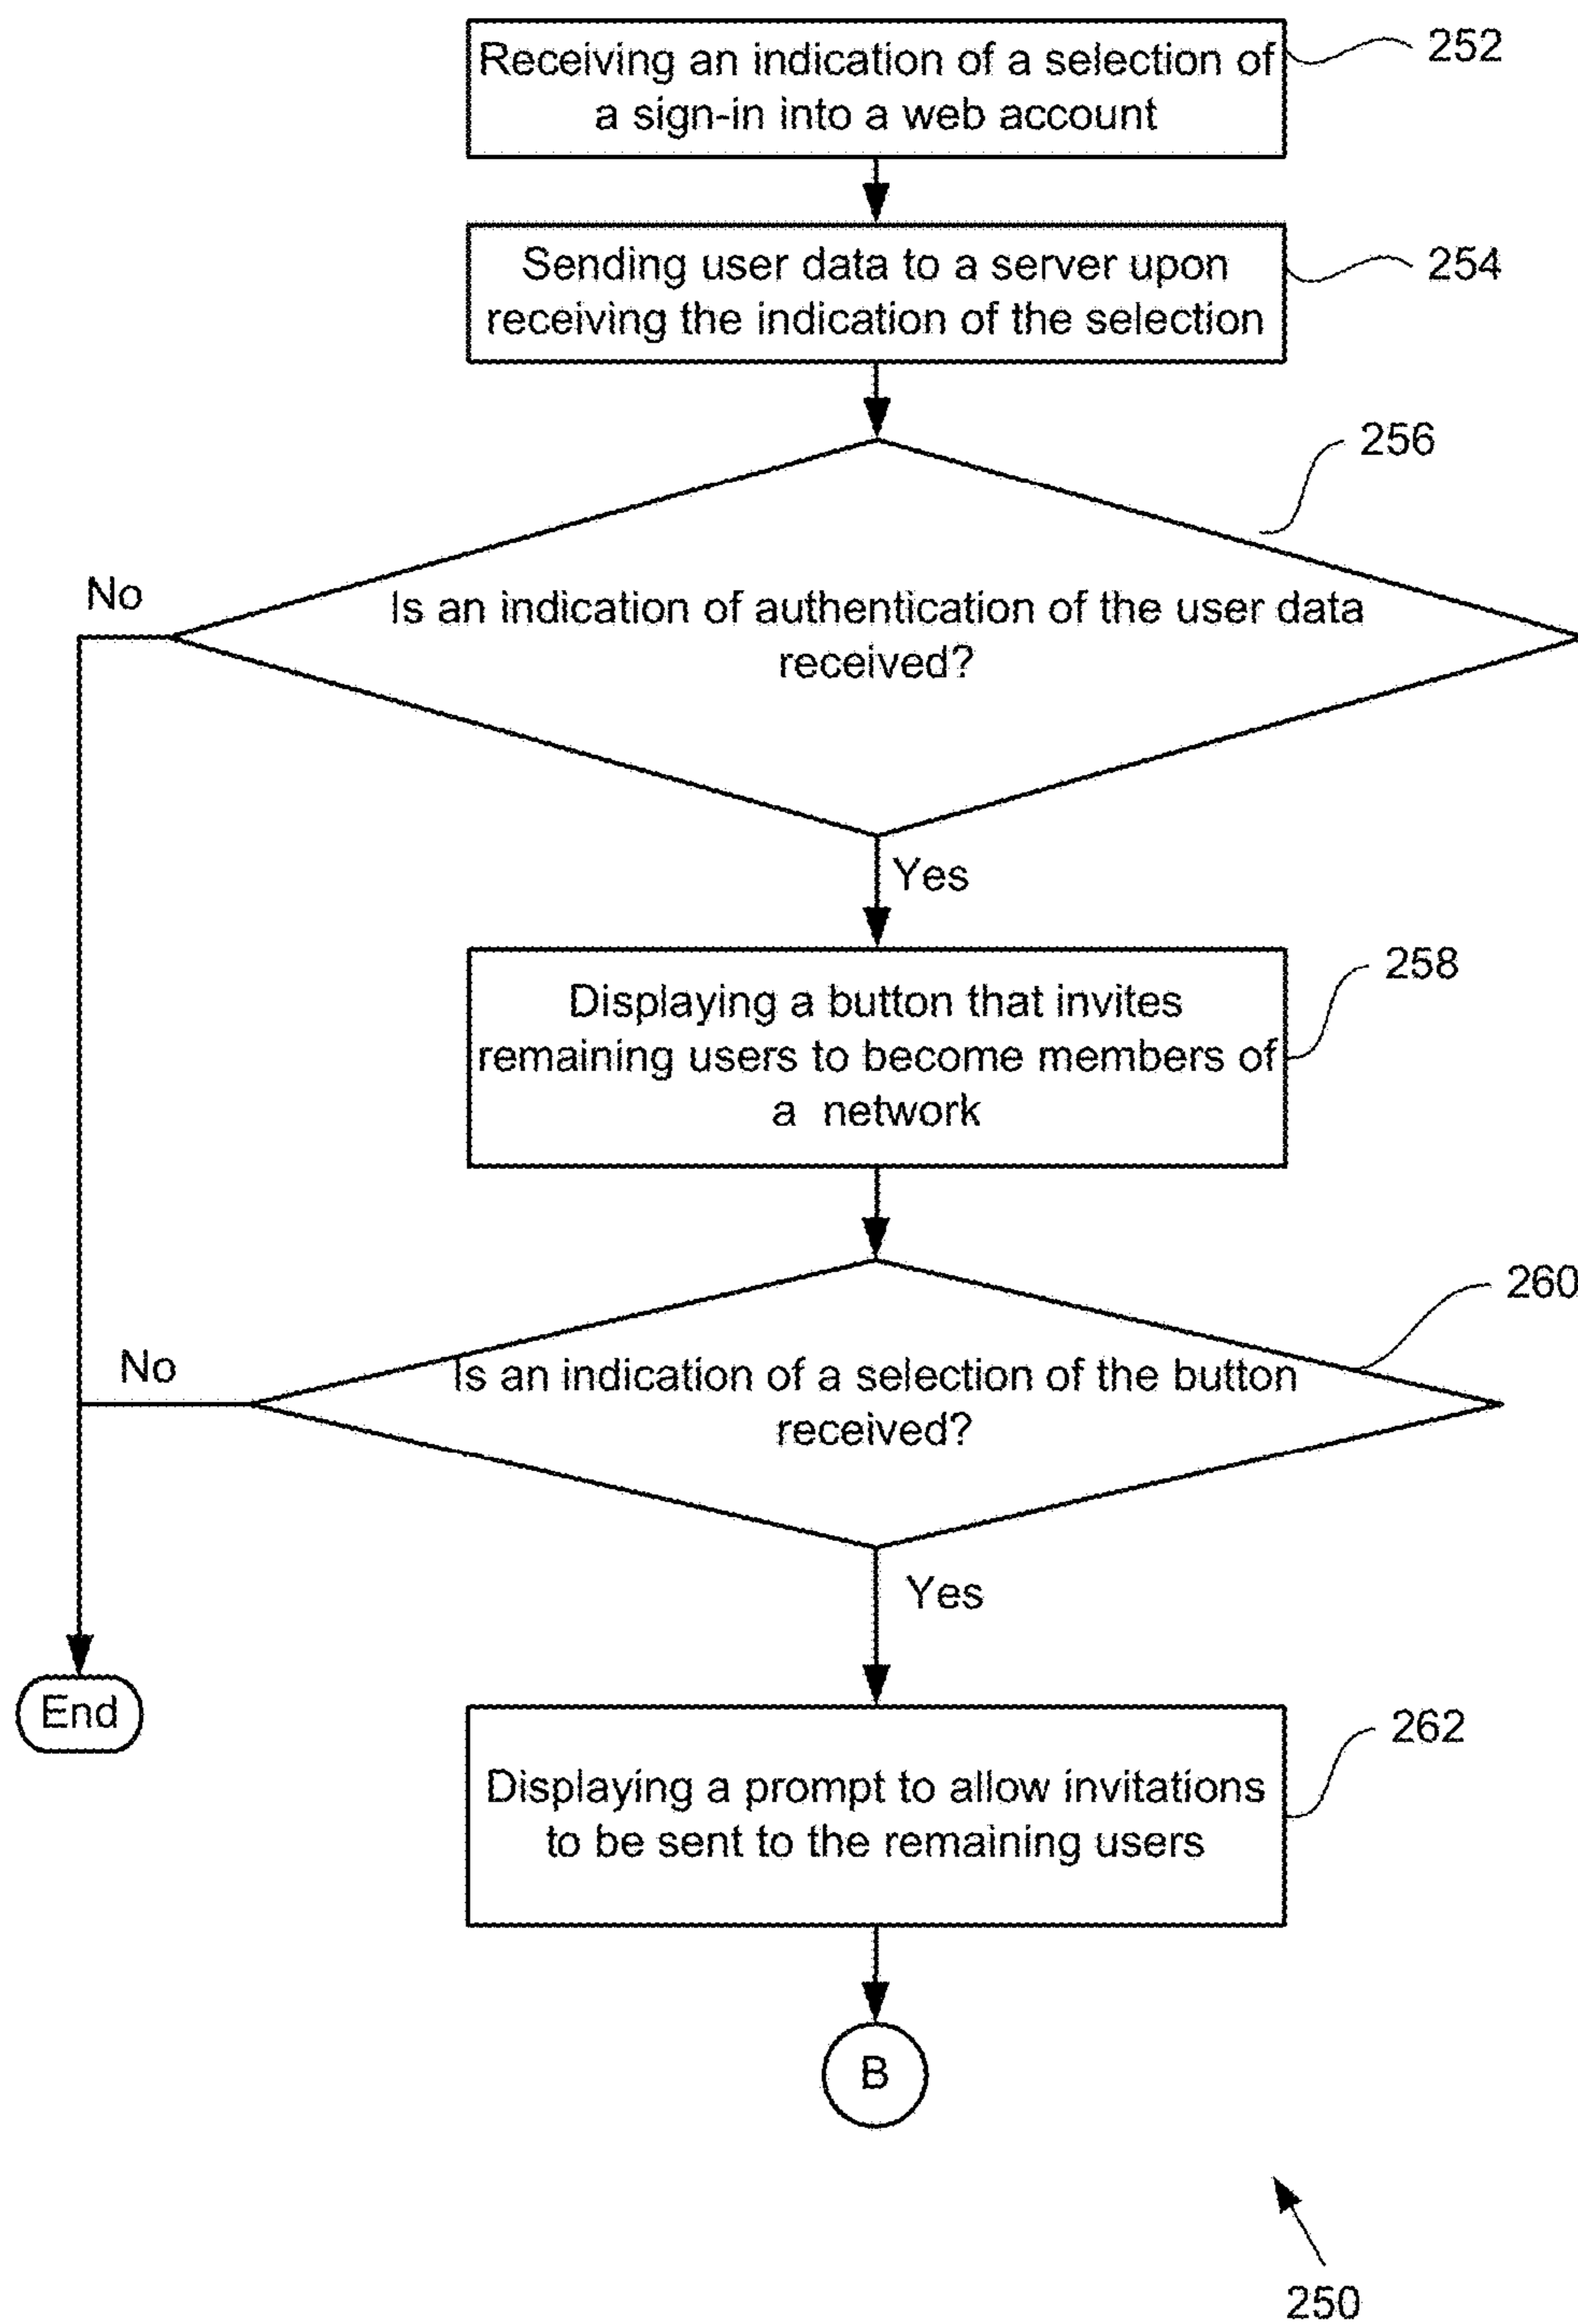 Receiving an indication of a selection of
a sign-in into a web account
252
Sending user data to a server upon
receiving the indication of the selection
254
256
No
Is an indication of authentication of the user data
received?
Yes
258
Displaying a button that invites
remaining users to become members of
a network
260
No
Is an indication of a selection of the button
received?
Yes
End
262
Displaying a prompt to allow invitations
to be sent to the remaining users
B
250